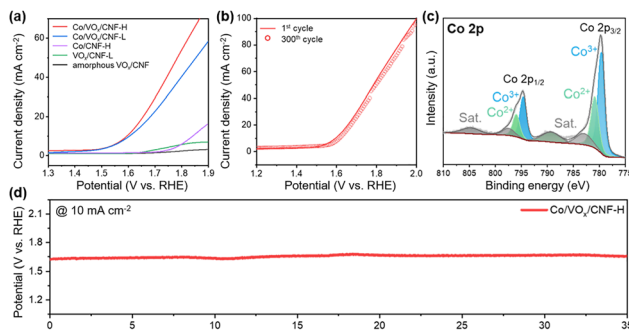 (a)
Co/VOx/CNF-H
Co/VOx/CNF-L
Co/CNF-H
VOx/CNF-L
amorphous VOx/CNF
Current density (mA cm-2)
60
40
20
0
1.3 1.4 1.5 1.6 1.7 1.8 1.9
Potential (V vs. RHE)
(b)
1st cycle
300th cycle
Current density (mA cm-2)
100
80
60
40
20
0
1.2 1.4 1.6 1.8 2.0
Potential (V vs. RHE)
(c)
Co 2p
Co 2p3/2
Co3+
Co 2p1/2
Co3+
Co2+
Co2+
Sat.
Sat.
Intensity (a.u.)
810 805 800 795 790 785 780 775
Binding energy (eV)
(d)
@ 10 mA cm-2
Co/VOx/CNF-H
Potential (V vs. RHE)
2.1
1.8
1.5
1.2
0 5 10 15 20 25 30 35